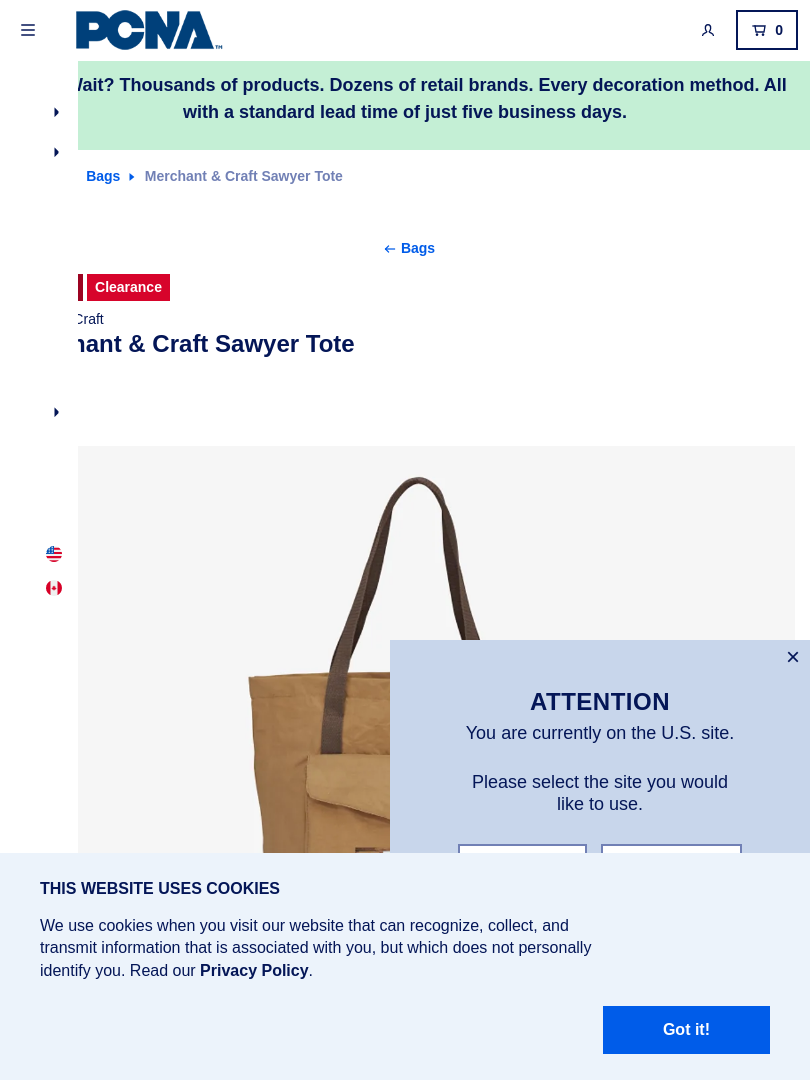 PCNA™
0
Wait? Thousands of products. Dozens of retail brands. Every decoration method. All
with a standard lead time of just five business days.
Bags
Merchant & Craft Sawyer Tote
Bags
Clearance
Craft
hant & Craft Sawyer Tote
ATTENTION
You are currently on the U.S. site.
Please select the site you would
like to use.
THIS WEBSITE USES COOKIES
We use cookies when you visit our website that can recognize, collect, and
transmit information that is associated with you, but which does not personally
identify you. Read our Privacy Policy.
Got it!